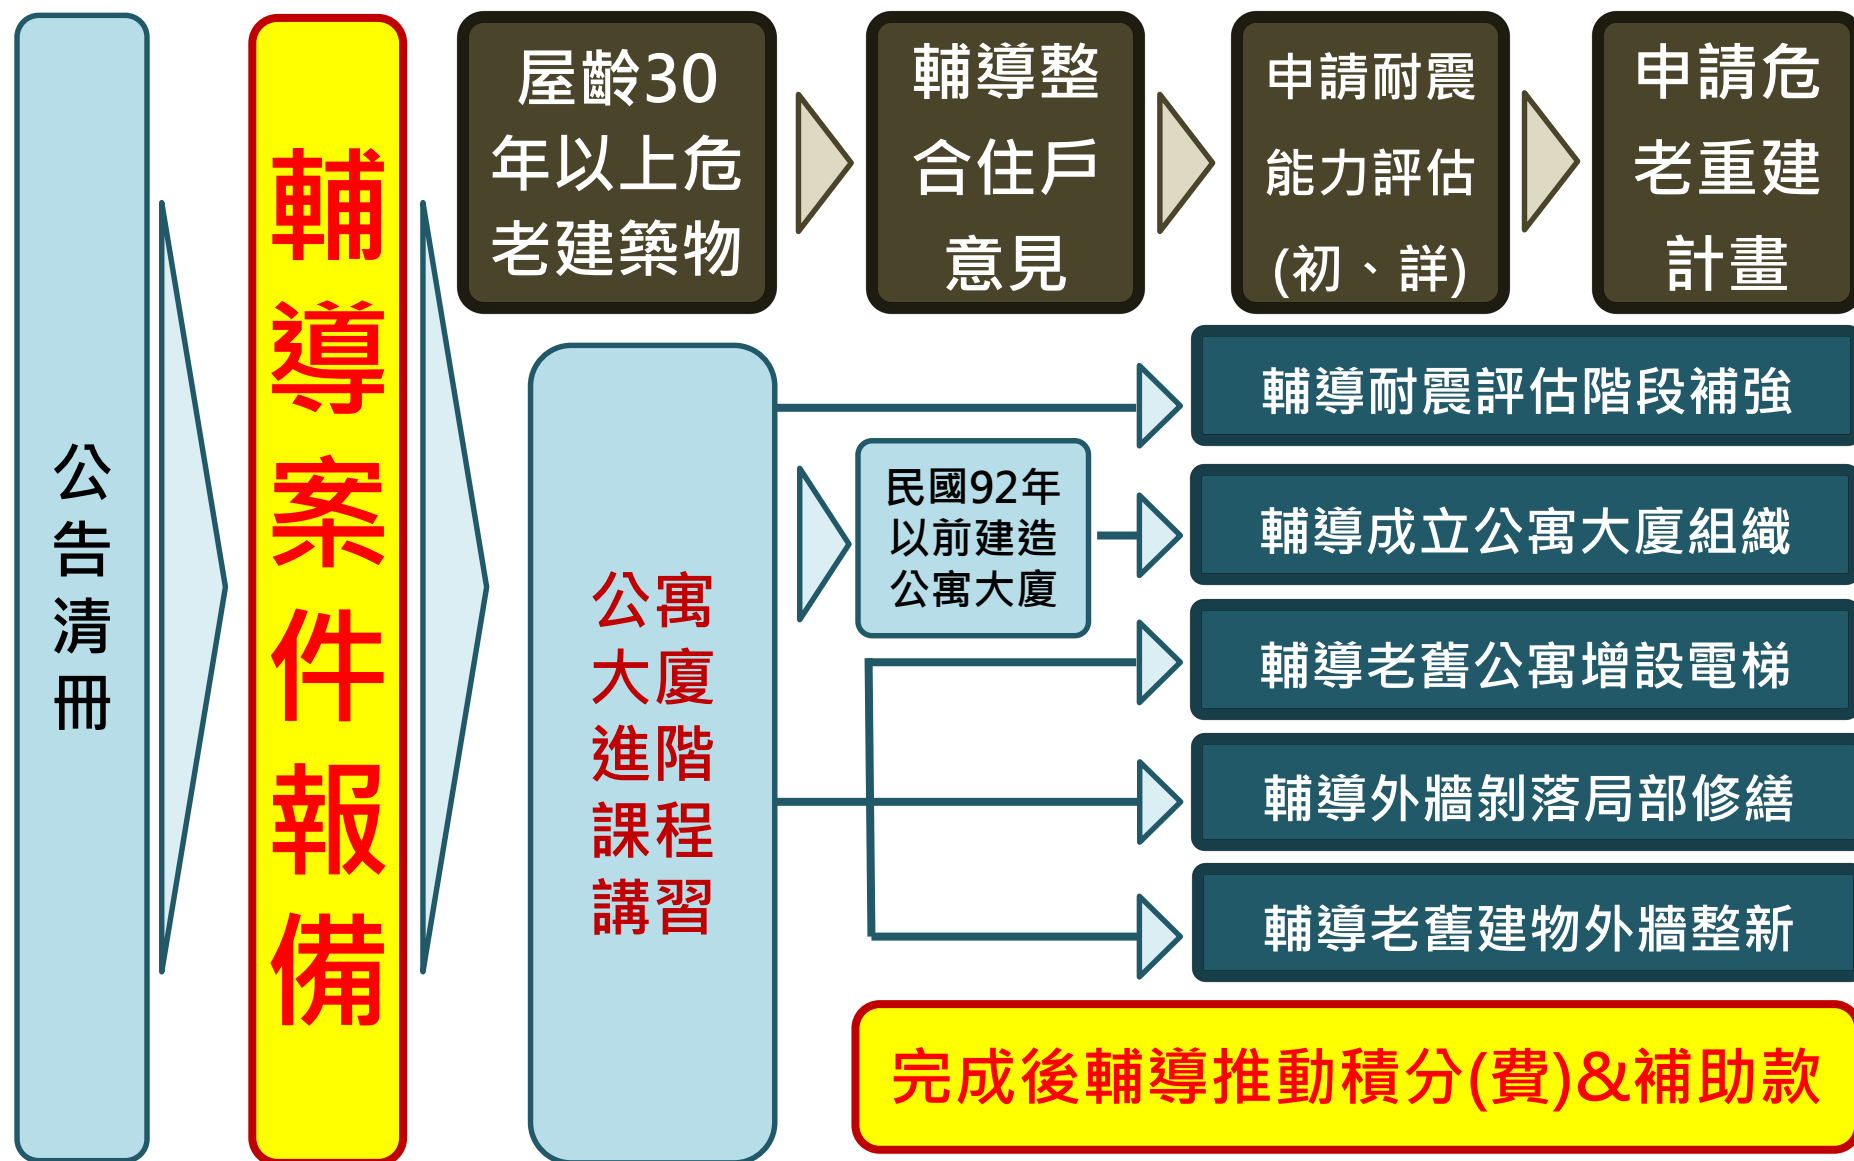 公
告
清
冊
輔
導
案
件
報
備
屋齡30
年以上危
老建築物
輔導整
合住戶
意見
申請耐震
能力評估
(初、詳)
申請危
老重建
計畫
公寓
大廈
進階
課程
講習
民國92年
以前建造
公寓大廈
輔導耐震評估階段補強
輔導成立公寓大廈組織
輔導老舊公寓增設電梯
輔導外牆剝落局部修繕
輔導老舊建物外牆整新
完成後輔導推動積分(費)&補助款